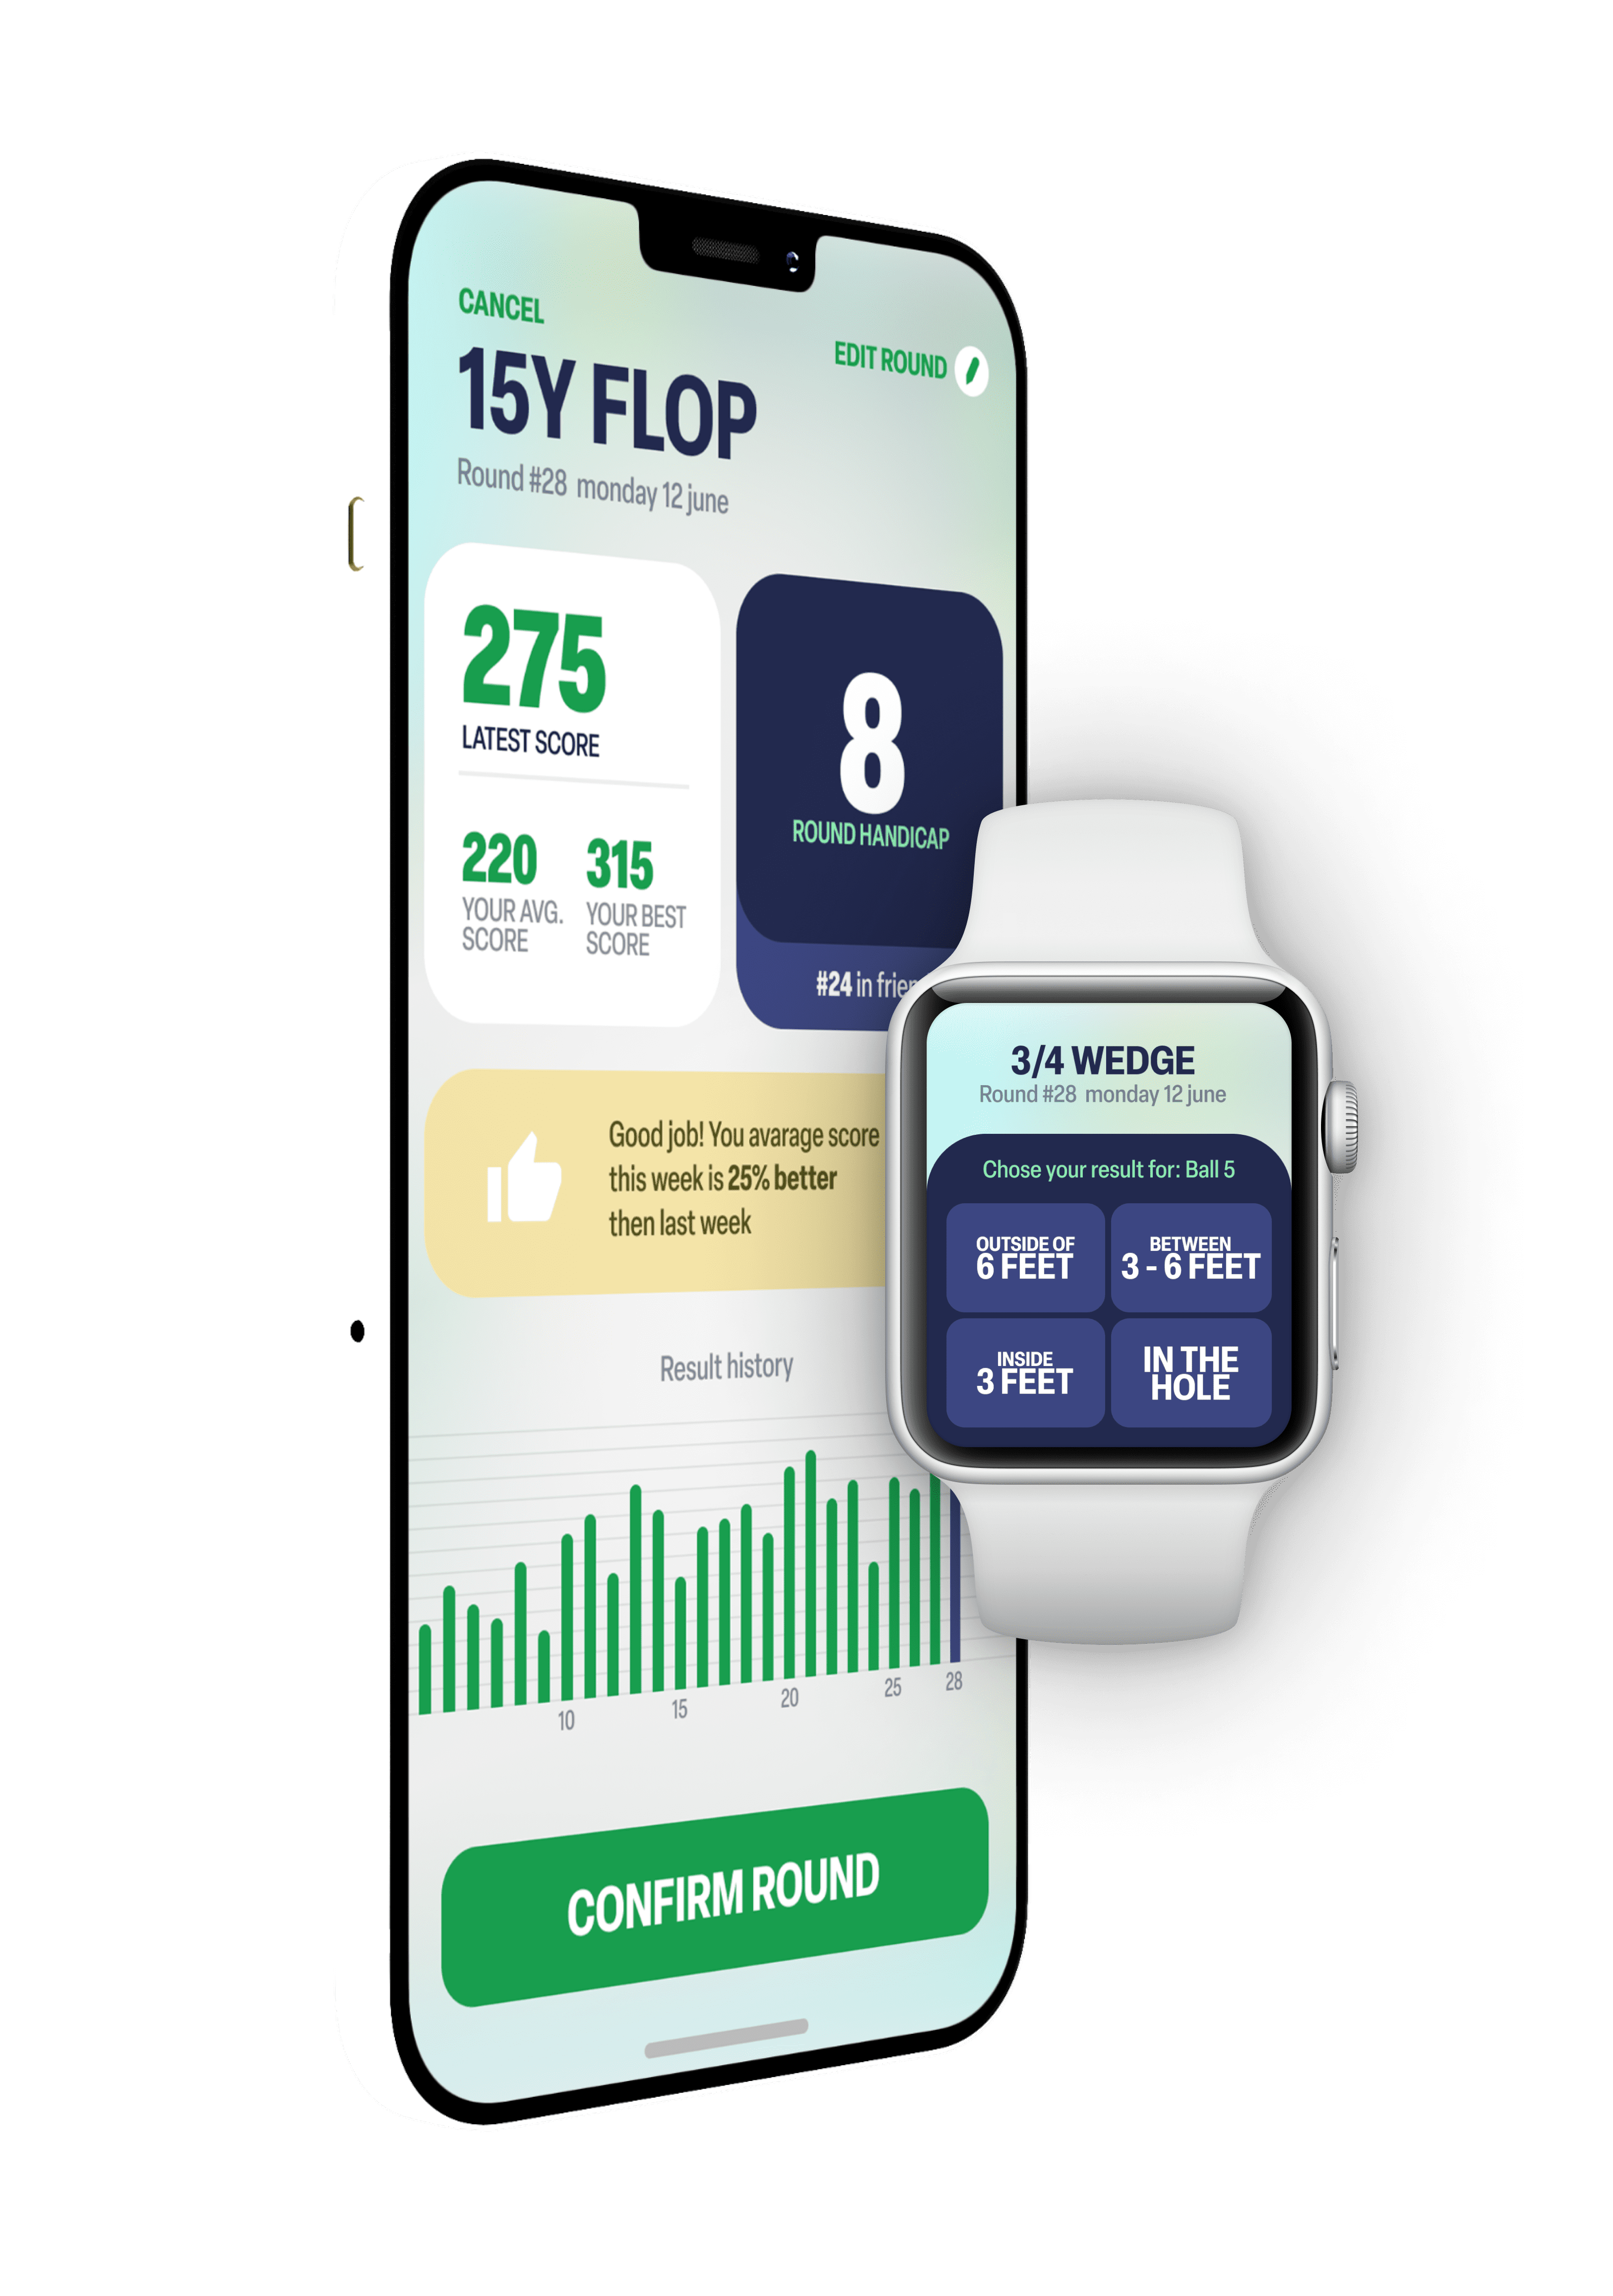 CANCEL
EDIT ROUND
15Y FLOP
Round #28 monday 12 june
275
LATEST SCORE
220
YOUR AVG.
SCORE
315
YOUR BEST
SCORE
8
ROUND HANDICAP
#24 in
Good job! You avarage score
this week is 25% better
then last week
Result history
10
15
20
25
28
CONFIRM ROUND
3/4 WEDGE
Round #28 monday 12 june
Chose your result for: Ball 5
OUTSIDE OF
6 FEET
BETWEEN
3 - 6 FEET
INSIDE
3 FEET
IN THE
HOLE